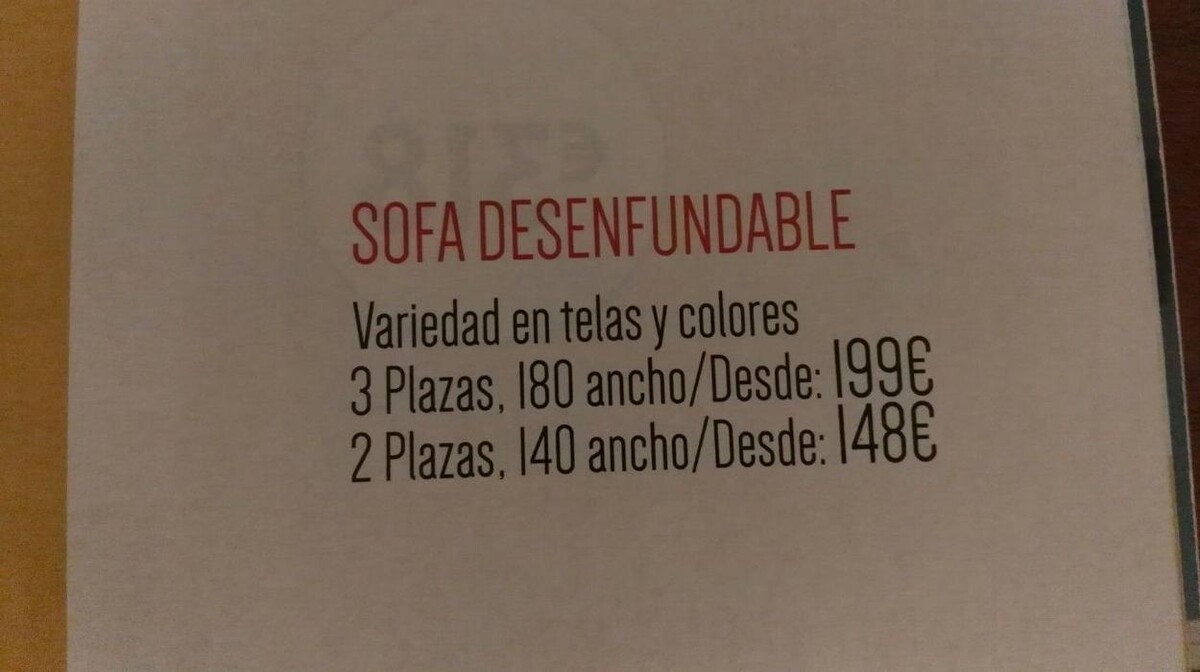 SOFA DESENFUNDABLE
Variedad en telas y colores
3 Plazas, 180 ancho/Desde: 199€
2 Plazas, 140 ancho/Desde: 148€